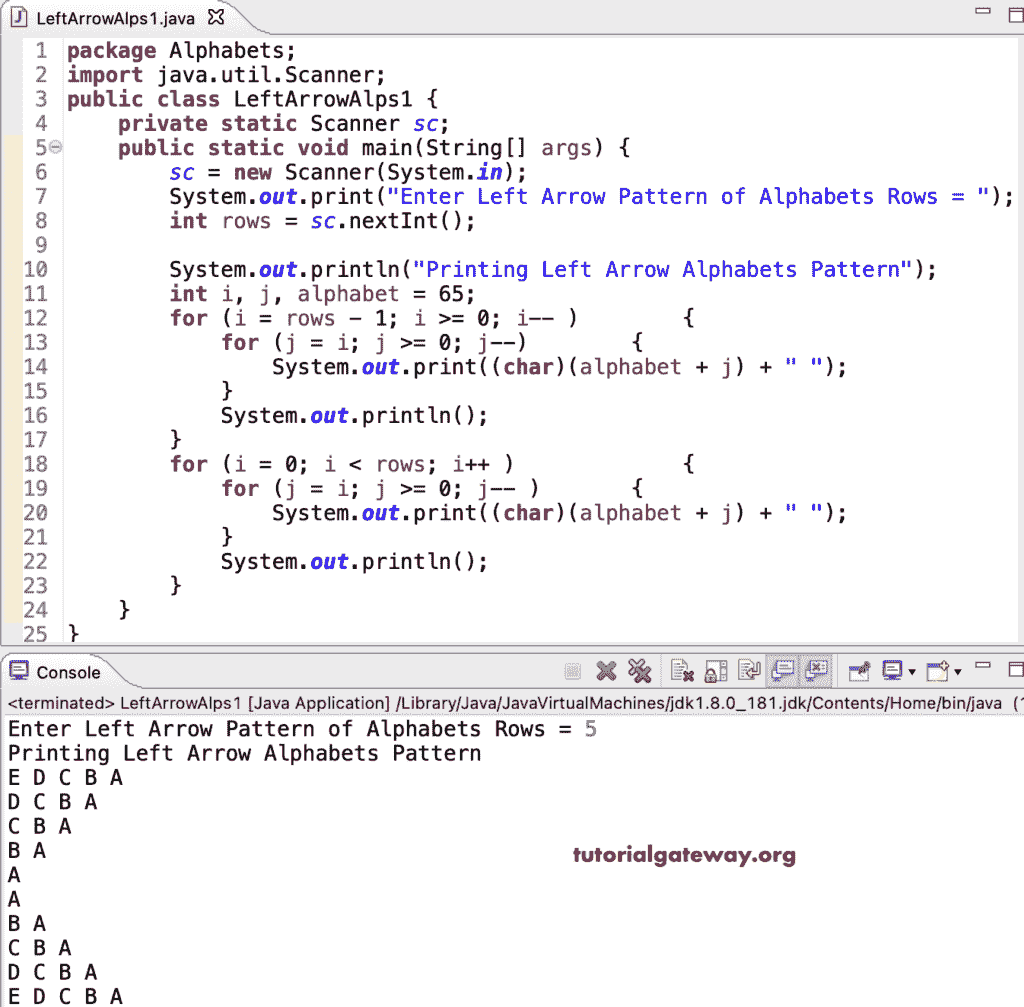 LeftArrowAlps1.java
1 package Alphabets;
2 import java.util.Scanner;
3 public class LeftArrowAlps1 {
4     private static Scanner sc;
5     public static void main(String[] args) {
6         sc = new Scanner(System.in);
7         System.out.print("Enter Left Arrow Pattern of Alphabets Rows = ");
8         int rows = sc.nextInt();
9
10         System.out.println("Printing Left Arrow Alphabets Pattern");
11         int i, j, alphabet = 65;
12         for (i = rows - 1; i >= 0; i-- )        {
13             for (j = i; j >= 0; j--)        {
14                 System.out.print((char)(alphabet + j) + " ");
15             }
16             System.out.println();
17         }
18         for (i = 0; i < rows; i++ )             {
19             for (j = i; j >= 0; j-- )       {
20                 System.out.print((char)(alphabet + j) + " ");
21             }
22             System.out.println();
23         }
24     }
25 }
Console
<terminated> LeftArrowAlps1 [Java Application] /Library/Java/JavaVirtualMachines/jdk1.8.0_181.jdk/Contents/Home/bin/java (1
Enter Left Arrow Pattern of Alphabets Rows = 5
Printing Left Arrow Alphabets Pattern
E D C B A
D C B A
C B A
B A
tutorialgateway.org
A
A
B A
C B A
D C B A
E D C B A